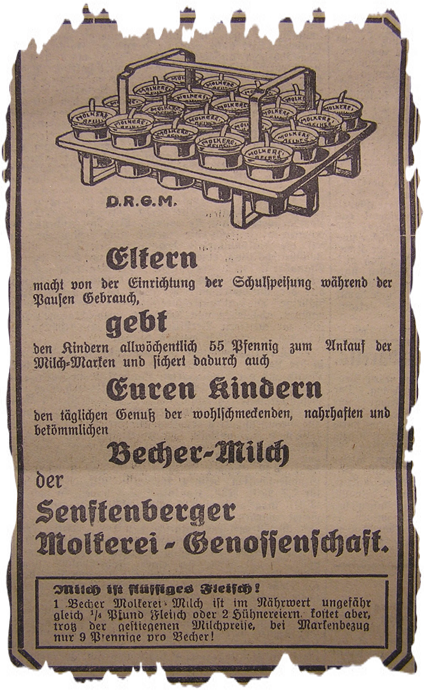 D.R.G.M.
Eltern
macht von der Einrichtung der Schulspeisung während der
Pausen Gebrauch,
gebt
den Kindern allwöchentlich 55 Pfennig zum Ankauf der
Milch-Marken und sichert dadurch auch
Euren Kindern
den täglichen Genuß der wohlschmeckenden, nahrhaften und
bekömmlichen
Becher-Milch
der
Senftenberger
Molkerei-Genossenschaft.
Milch ist flüssiges Fleisch!
1 Becher Molkerei-Milch ist im Nährwert ungefähr
gleich ¼ Pfund Fleisch oder 2 Hühnereiern, kostet aber,
trotz der gestiegenen Milchpreise, bei Markenbezug
nur 9 Pfennige pro Becher!